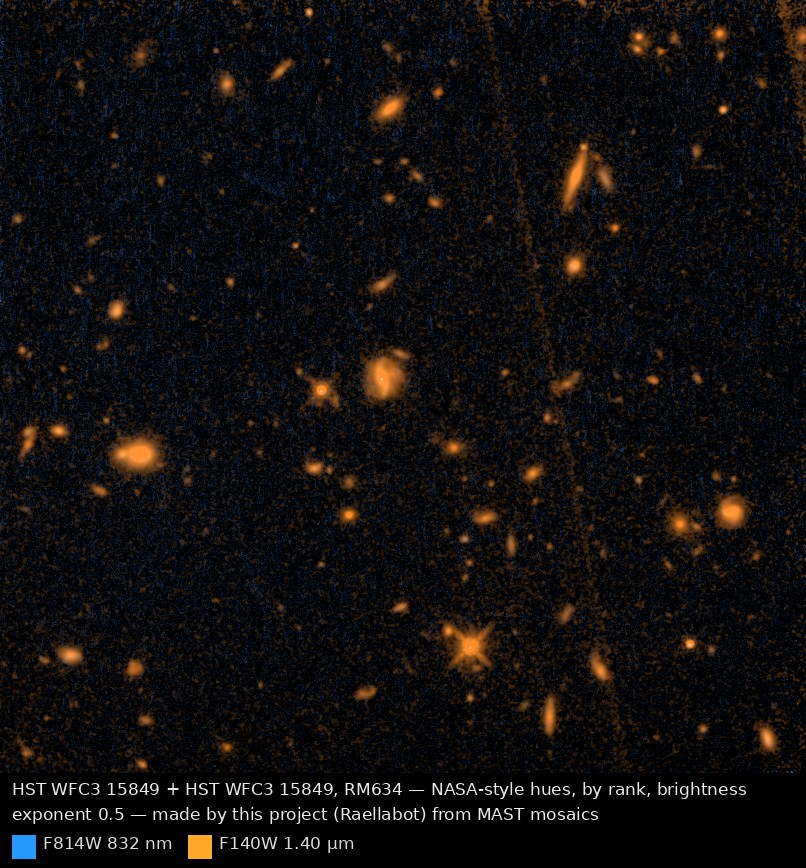 HST WFC3 15849 + HST WFC3 15849, RM634 — NASA-style hues, by rank, brightness
exponent 0.5 — made by this project (Raellabot) from MAST mosaics
F814W 832 nm F140W 1.40 µm